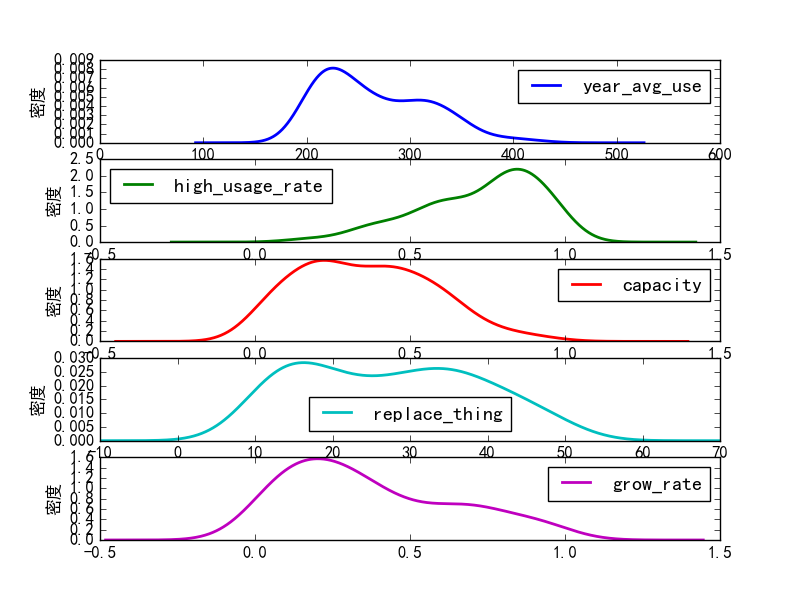 0.009
0.008
0.007
0.006
0.005
0.004
0.003
0.002
0.001
0.000
密度
year_avg_use
0 100 200 300 400 500 600
2.5
2.0
1.5
1.0
0.5
0.0
密度
high_usage_rate
-0.5 0.0 0.5 1.0 1.5
1.6
1.4
1.2
1.0
0.8
0.6
0.4
0.2
0.0
密度
capacity
-0.5 0.0 0.5 1.0 1.5
0.030
0.025
0.020
0.015
0.010
0.005
0.000
密度
replace_thing
-10 0 10 20 30 40 50 60 70
1.6
1.4
1.2
1.0
0.8
0.6
0.4
0.2
0.0
密度
grow_rate
-0.5 0.0 0.5 1.0 1.5